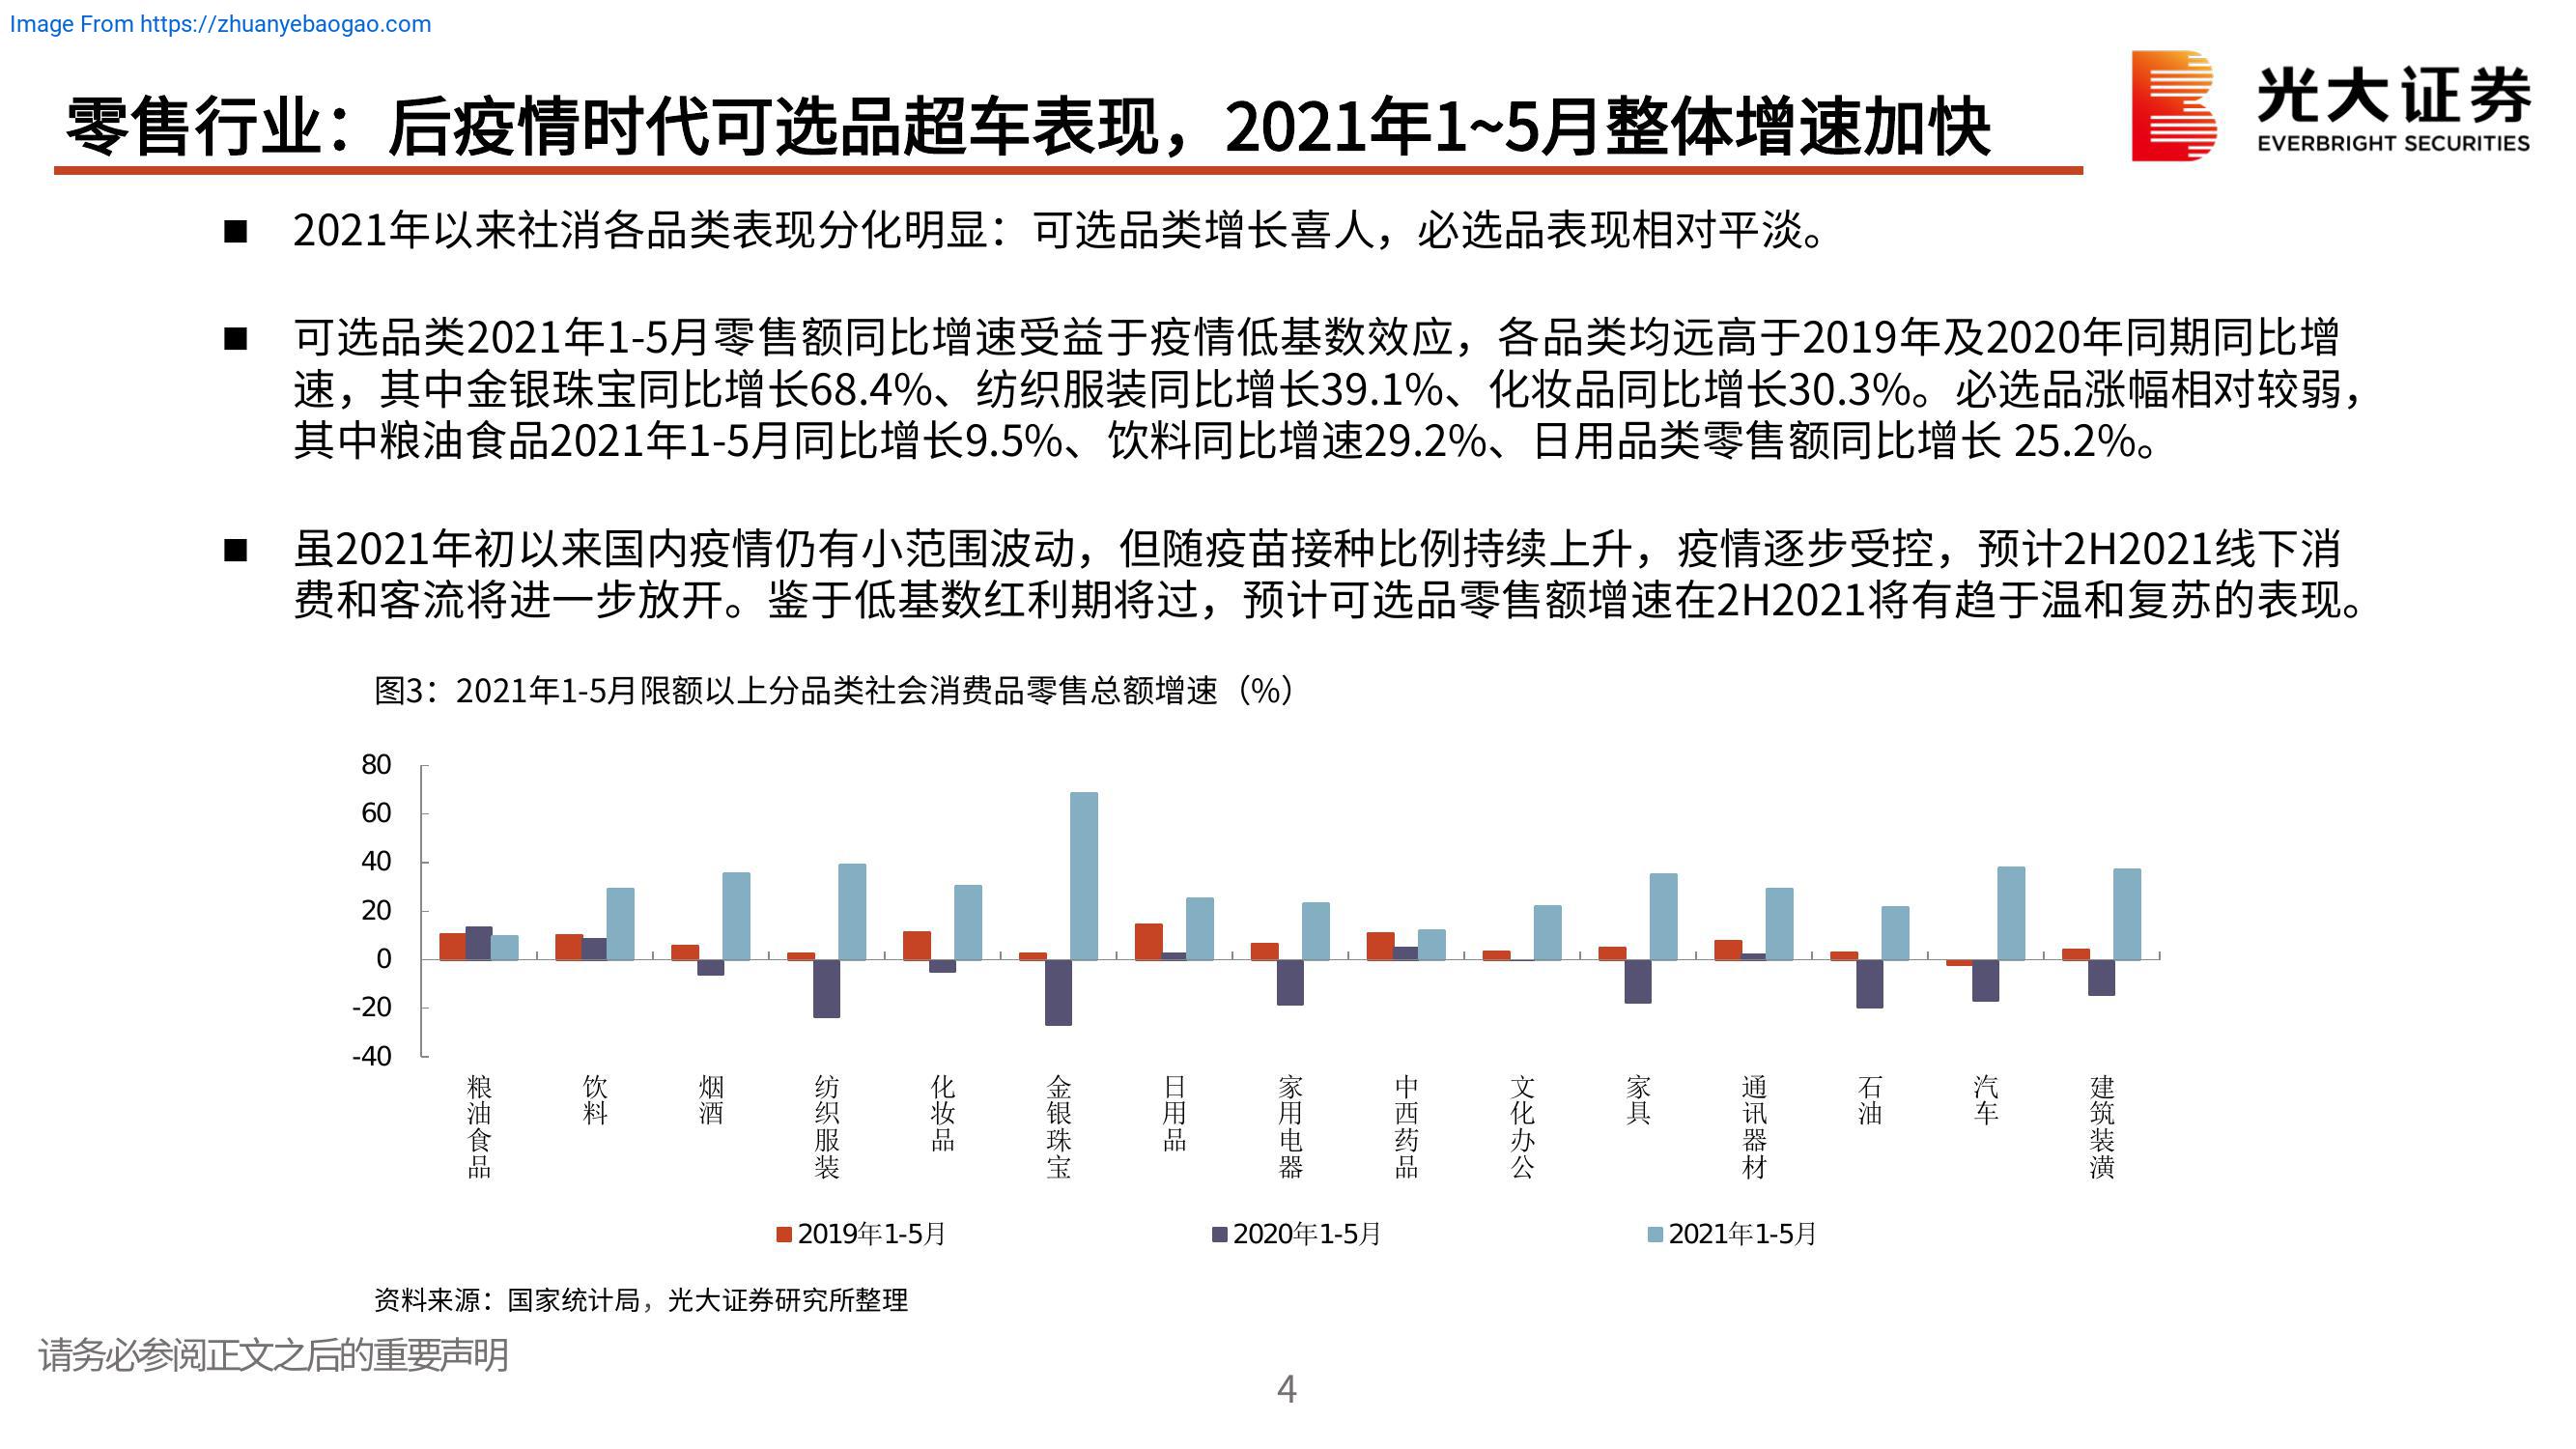 Image From https://zhuanyebaogao.com
零售行业：后疫情时代可选品超车表现，2021年1~5月整体增速加快
光大证券
EVERBRIGHT SECURITIES
■ 2021年以来社消各品类表现分化明显：可选品类增长喜人，必选品表现相对平淡。
■ 可选品类2021年1-5月零售额同比增速受益于疫情低基数效应，各品类均远高于2019年及2020年同期同比增
速，其中金银珠宝同比增长68.4%、纺织服装同比增长39.1%、化妆品同比增长30.3%。必选品涨幅相对较弱，
其中粮油食品2021年1-5月同比增长9.5%、饮料同比增速29.2%、日用品类零售额同比增长 25.2%。
■ 虽2021年初以来国内疫情仍有小范围波动，但随疫苗接种比例持续上升，疫情逐步受控，预计2H2021线下消
费和客流将进一步放开。鉴于低基数红利期将过，预计可选品零售额增速在2H2021将有趋于温和复苏的表现。
图3：2021年1-5月限额以上分品类社会消费品零售总额增速（%）
80
60
40
20
0
-20
-40
粮油食品
饮料
烟酒
纺织服装
化妆品
金银珠宝
日用品
家用电器
中西药品
文化办公
家具
通讯器材
石油
汽车
建筑装潢
2019年1-5月
2020年1-5月
2021年1-5月
资料来源：国家统计局，光大证券研究所整理
请务必参阅正文之后的重要声明
4